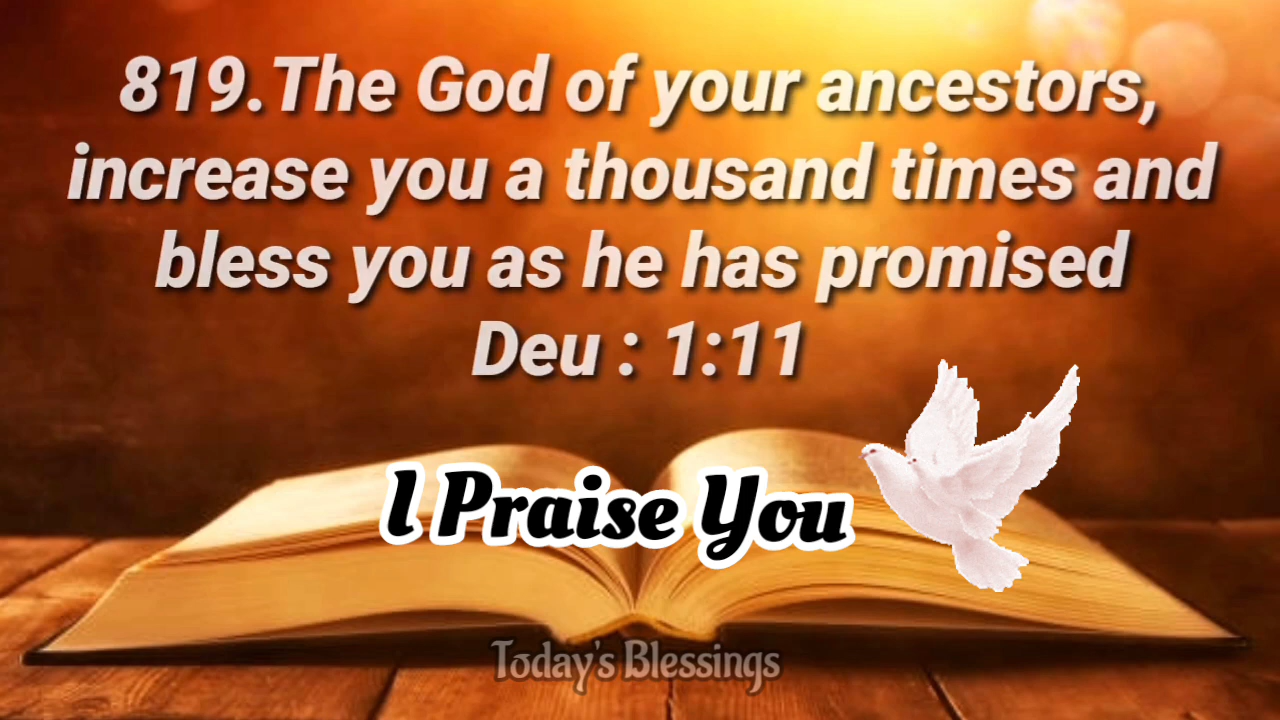 819.The God of your ancestors,
increase you a thousand times and
bless you as he has promised
Deu : 1:11
I Praise You
Today's Blessings